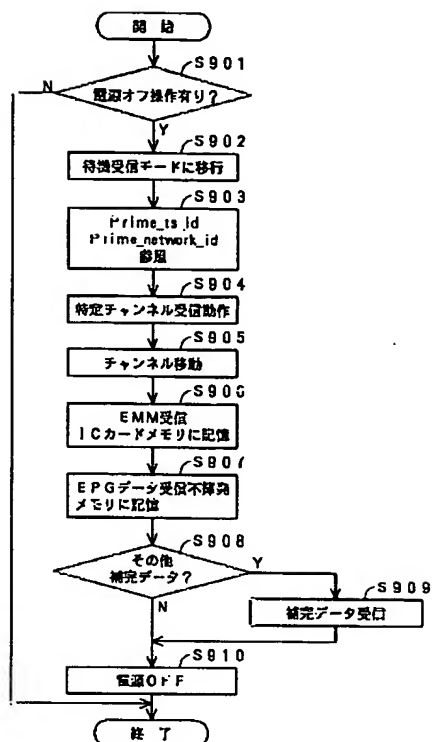 開始
S901
N
電源オフ操作有り?
Y
S902
待機受信モードに移行
S903
Prime_ts_id
Prime_network_id
参照
S904
特定チャンネル受信動作
S905
チャンネル移動
S906
EMM受信
ICカードメモリに記憶
S907
EPGデータ受信不揮発
メモリに記憶
S908
その他
補完データ?
Y
N
S909
補完データ受信
S910
電源OFF
終了